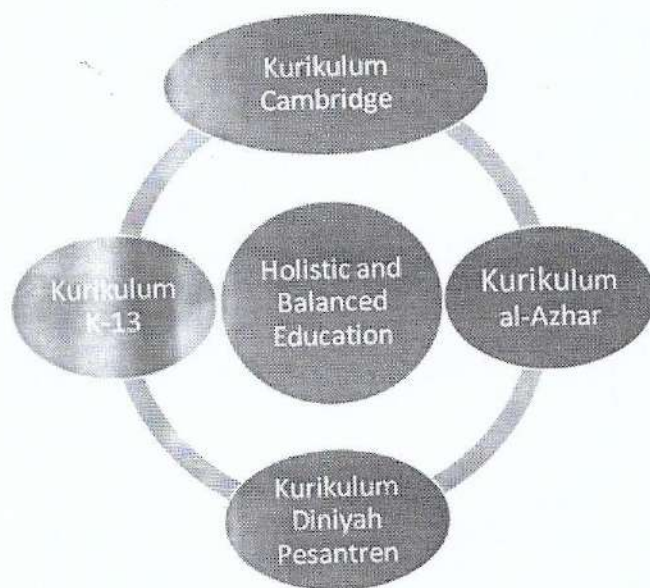 Kurikulum
Cambridge
Kurikulum
K-13
Holistic and
Balanced
Education
Kurikulum
al-Azhar
Kurikulum
Diniyah
Pesantren